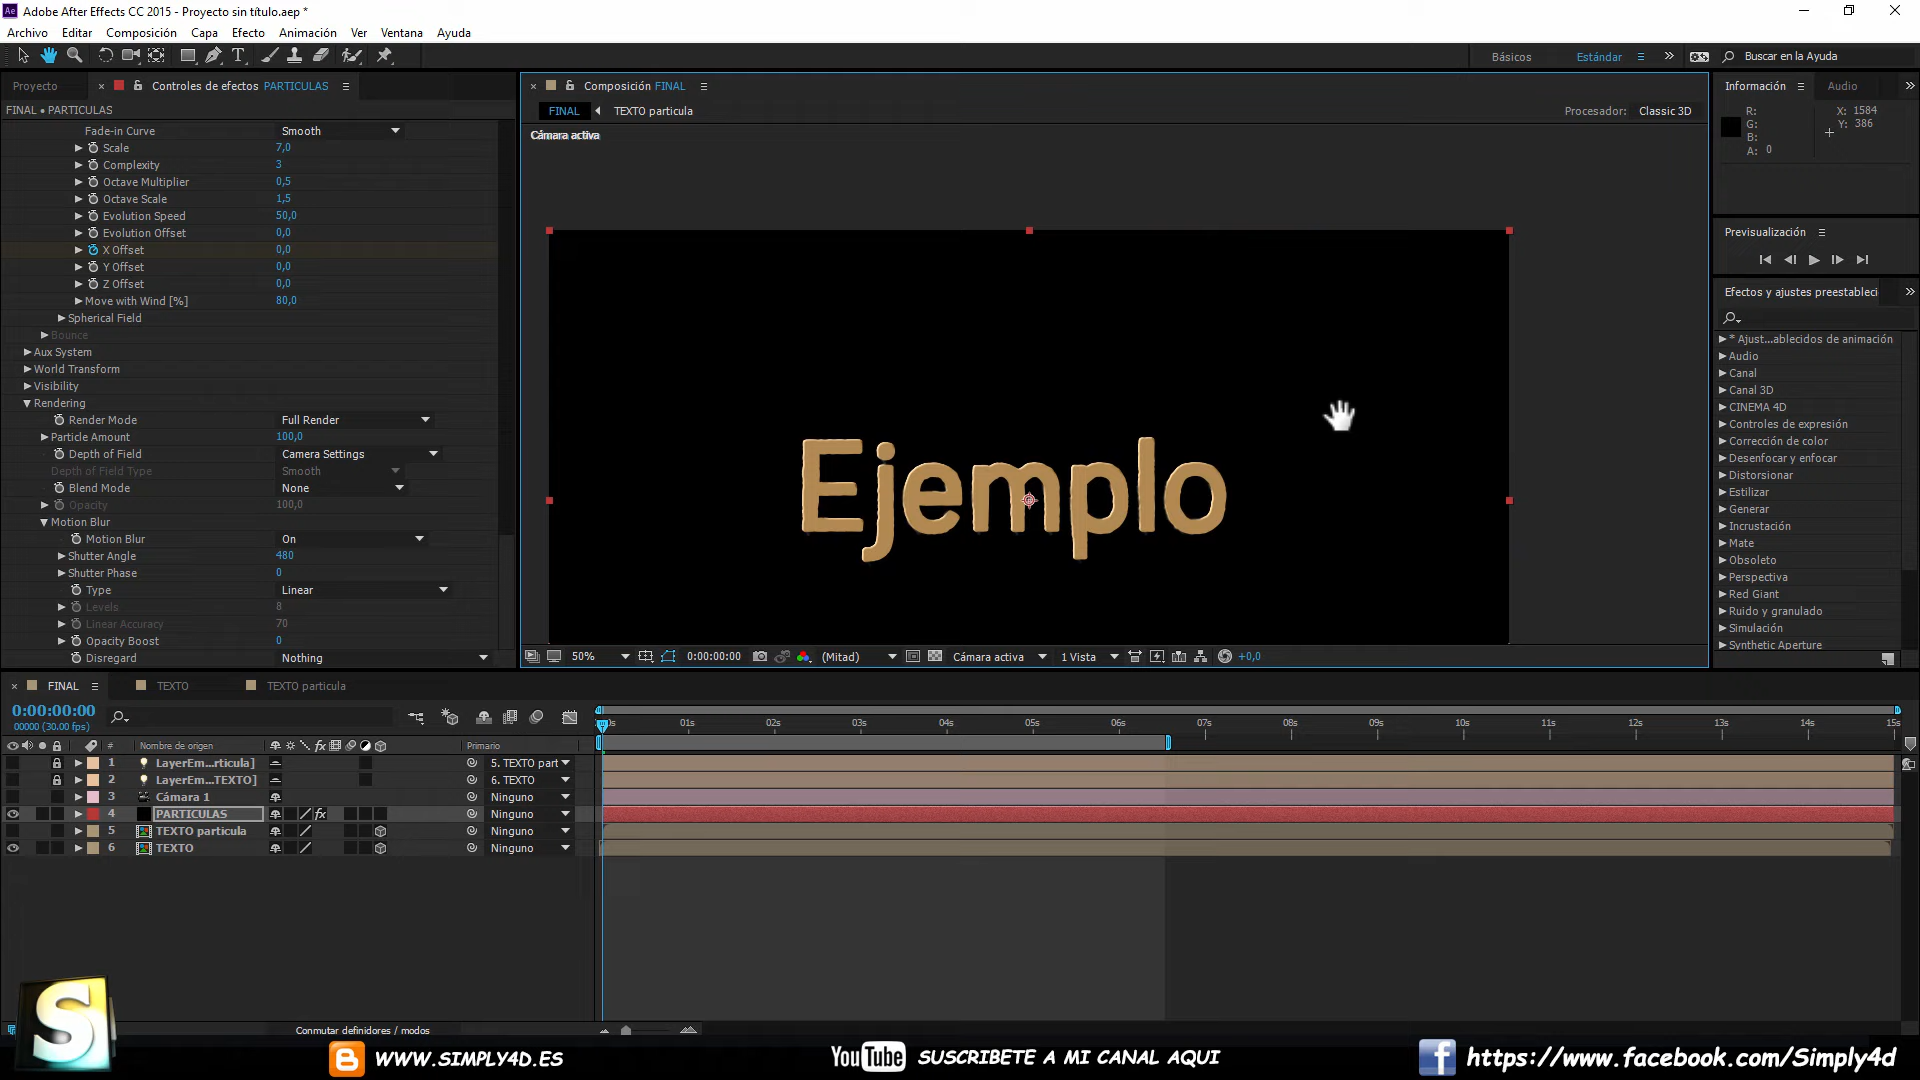 Ae Adobe After Effects CC 2015 - Proyecto sin título.aep *
Archivo Editar Composición Capa Efecto Animación Ver Ventana Ayuda
Básicos Estándar Buscar en la Ayuda
Proyecto Controles de efectos PARTICULAS
FINAL • PARTICULAS
Fade-in Curve Smooth
Scale 7,0
Complexity 3
Octave Multiplier 0,5
Octave Scale 1,5
Evolution Speed 50,0
Evolution Offset 0,0
X Offset 0,0
Y Offset 0,0
Z Offset 0,0
Move with Wind [%] 80,0
Spherical Field
Bounce
Aux System
World Transform
Visibility
Rendering
Render Mode Full Render
Particle Amount 100,0
Depth of Field Camera Settings
Depth of Field Type Smooth
Blend Mode None
Opacity 100,0
Motion Blur
Motion Blur On
Shutter Angle 480
Shutter Phase 0
Type Linear
Levels 8
Linear Accuracy 70
Opacity Boost 0
Disregard Nothing
Composición FINAL
FINAL TEXTO particula
Procesador: Classic 3D
Cámara activa
Ejemplo
50% 0:00:00:00 (Mitad) Cámara activa 1 Vista +0,0
Información Audio
R:
G:
B:
A: 0
X: 1584
Y: 386
Previsualización
Efectos y ajustes preestableci
* Ajust...ablecidos de animación
Audio
Canal
Canal 3D
CINEMA 4D
Controles de expresión
Corrección de color
Desenfocar y enfocar
Distorsionar
Estilizar
Generar
Incrustación
Mate
Obsoleto
Perspectiva
Red Giant
Ruido y granulado
Simulación
Synthetic Aperture
FINAL TEXTO TEXTO particula
0:00:00:00
00000 (30.00 fps)
# Nombre de origen fx Primario
01s 02s 03s 04s 05s 06s 07s 08s 09s 10s 11s 12s 13s 14s 15s
1 LayerEm...rticula] 5. TEXTO part
2 LayerEm...TEXTO] 6. TEXTO
3 Cámara 1 Ninguno
4 PARTICULAS fx Ninguno
5 TEXTO particula Ninguno
6 TEXTO Ninguno
Conmutar definidores / modos
S
WWW.SIMPLY4D.ES
YouTube SUSCRIBETE A MI CANAL AQUI
f https://www.facebook.com/Simply4d